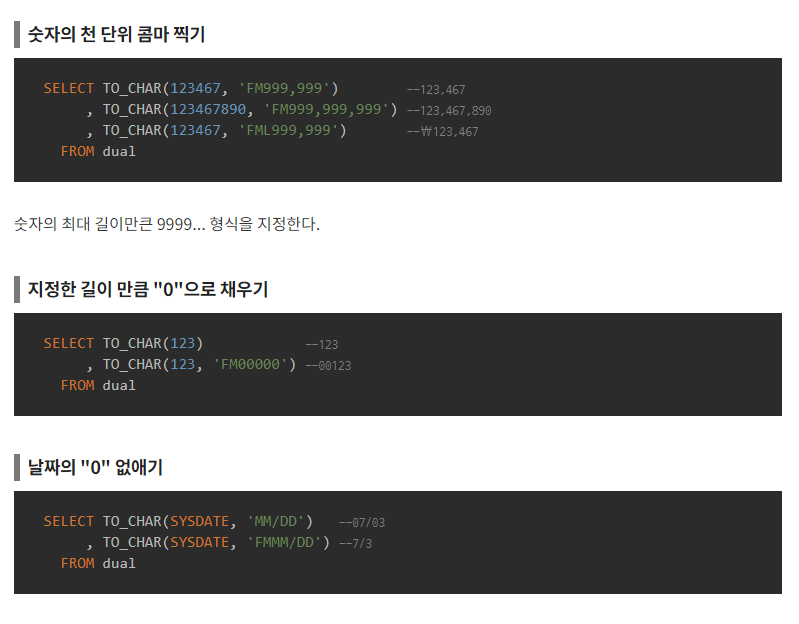 숫자의 천 단위 콤마 찍기
SELECT TO_CHAR(123467, 'FM999,999') --123,467
, TO_CHAR(123467890, 'FM999,999,999') --123,467,890
, TO_CHAR(123467, 'FML999,999') --₩123,467
FROM dual
숫자의 최대 길이만큼 9999... 형식을 지정한다.
지정한 길이 만큼 "0"으로 채우기
SELECT TO_CHAR(123) --123
, TO_CHAR(123, 'FM00000') --00123
FROM dual
날짜의 "0" 없애기
SELECT TO_CHAR(SYSDATE, 'MM/DD') --07/03
, TO_CHAR(SYSDATE, 'FMMM/DD') --7/3
FROM dual